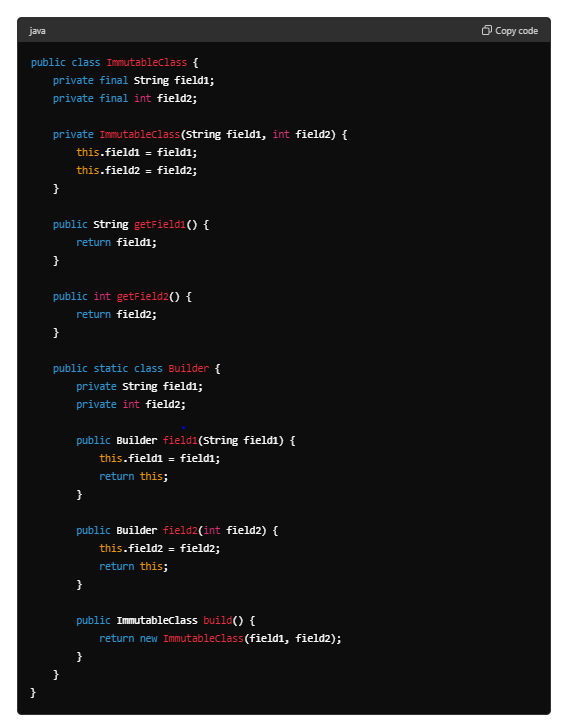 java
Copy code
public class ImmutableClass {
    private final String field1;
    private final int field2;

    private ImmutableClass(String field1, int field2) {
        this.field1 = field1;
        this.field2 = field2;
    }

    public String getField1() {
        return field1;
    }

    public int getField2() {
        return field2;
    }

    public static class Builder {
        private String field1;
        private int field2;

        public Builder field1(String field1) {
            this.field1 = field1;
            return this;
        }

        public Builder field2(int field2) {
            this.field2 = field2;
            return this;
        }

        public ImmutableClass build() {
            return new ImmutableClass(field1, field2);
        }
    }
}